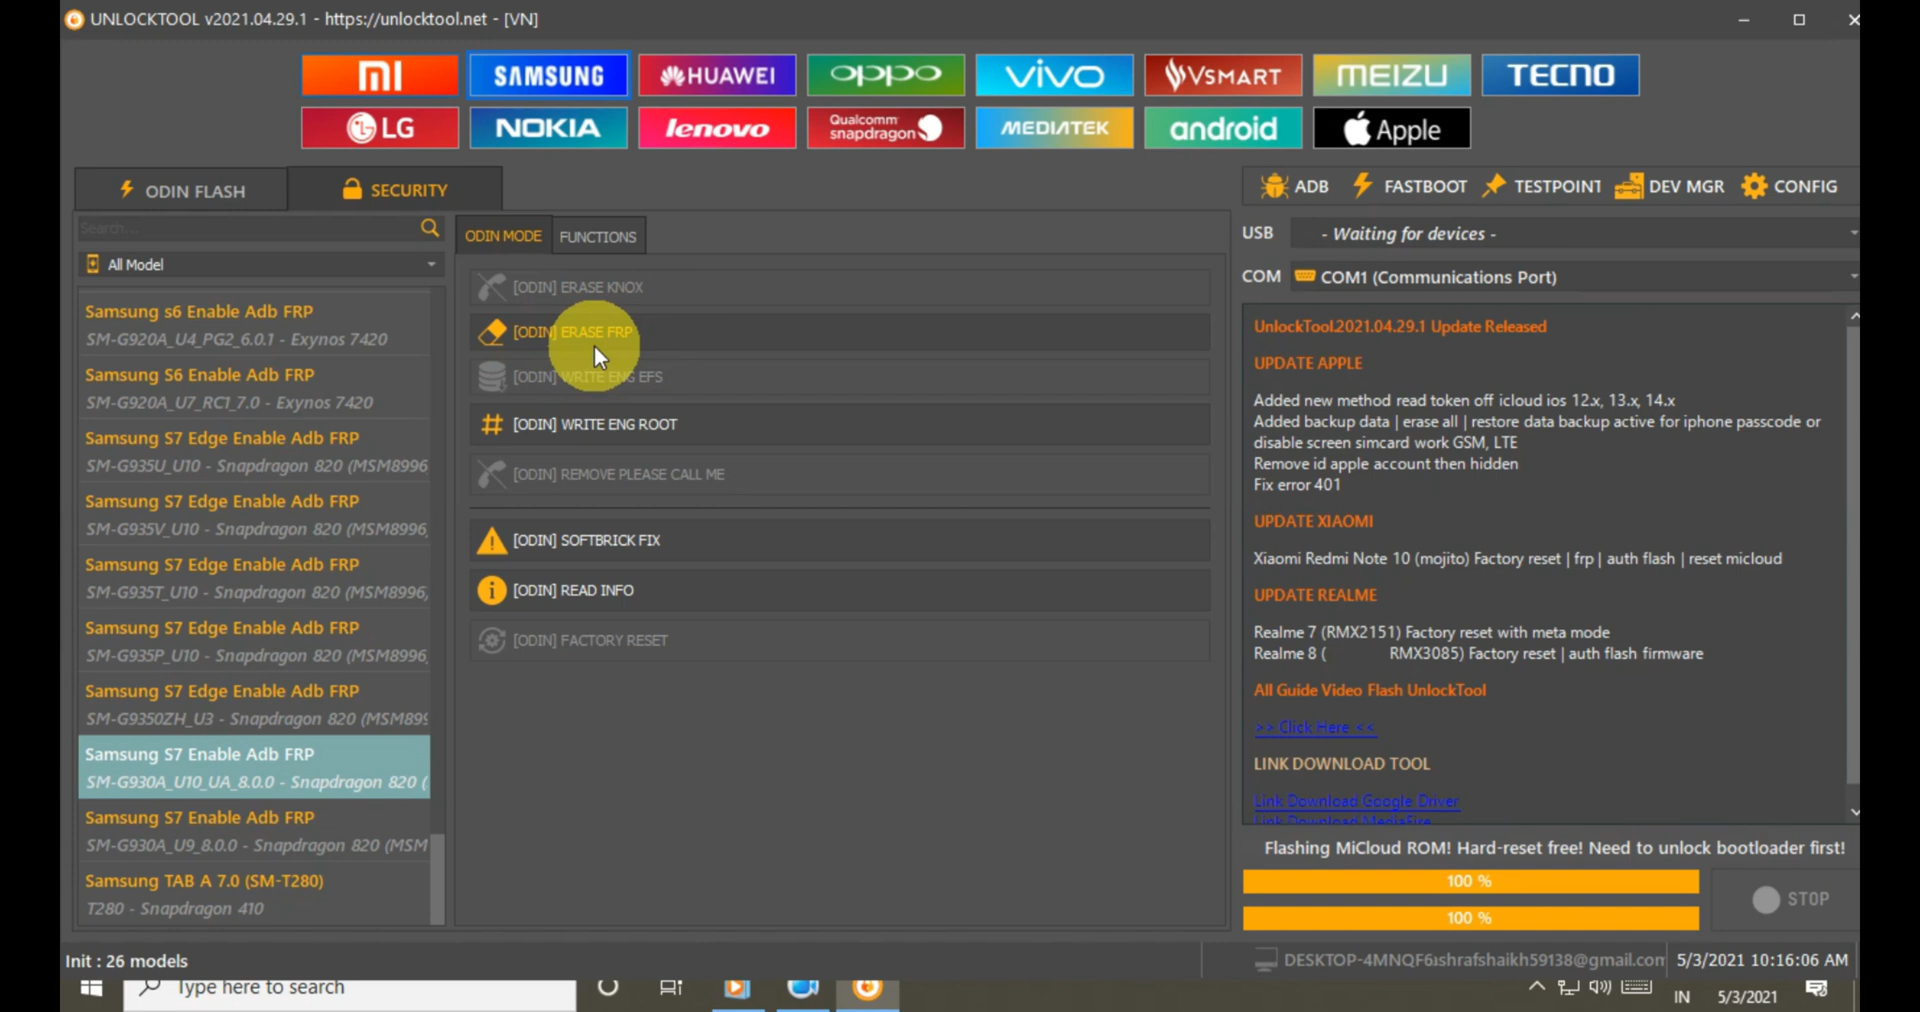 UNLOCKTOOL v2021.04.29.1 - https://unlocktool.net - [VN]
SAMSUNG
HUAWEI
oppo
vivo
VSMART
MEIZU
TECNO
LG
NOKIA
lenovo
Qualcomm
snapdragon
MEDIATEK
android
Apple
ODIN FLASH
SECURITY
ADB
FASTBOOT
TESTPOINT
DEV MGR
CONFIG
Search...
All Model
Samsung s6 Enable Adb FRP
SM-G920A_U4_PG2_6.0.1 - Exynos 7420
Samsung S6 Enable Adb FRP
SM-G920A_U7_RC1_7.0 - Exynos 7420
Samsung S7 Edge Enable Adb FRP
SM-G935U_U10 - Snapdragon 820 (MSM8996
Samsung S7 Edge Enable Adb FRP
SM-G935V_U10 - Snapdragon 820 (MSM8996
Samsung S7 Edge Enable Adb FRP
SM-G935T_U10 - Snapdragon 820 (MSM8996
Samsung S7 Edge Enable Adb FRP
SM-G935P_U10 - Snapdragon 820 (MSM8996
Samsung S7 Edge Enable Adb FRP
SM-G9350ZH_U3 - Snapdragon 820 (MSM899
Samsung S7 Enable Adb FRP
SM-G930A_U10_UA_8.0.0 - Snapdragon 820 (
Samsung S7 Enable Adb FRP
SM-G930A_U9_8.0.0 - Snapdragon 820 (MSM
Samsung TAB A 7.0 (SM-T280)
T280 - Snapdragon 410
ODIN MODE
FUNCTIONS
[ODIN] ERASE KNOX
[ODIN] ERASE FRP
[ODIN] WRITE ENG EFS
[ODIN] WRITE ENG ROOT
[ODIN] REMOVE PLEASE CALL ME
[ODIN] SOFTBRICK FIX
[ODIN] READ INFO
[ODIN] FACTORY RESET
USB
- Waiting for devices -
COM
COM1 (Communications Port)
UnlockTool.2021.04.29.1 Update Released
UPDATE APPLE
Added new method read token off icloud ios 12.x, 13.x, 14.x
Added backup data | erase all | restore data backup active for iphone passcode or
disable screen simcard work GSM, LTE
Remove id apple account then hidden
Fix error 401
UPDATE XIAOMI
Xiaomi Redmi Note 10 (mojito) Factory reset | frp | auth flash | reset micloud
UPDATE REALME
Realme 7 (RMX2151) Factory reset with meta mode
Realme 8 ( RMX3085) Factory reset | auth flash firmware
All Guide Video Flash UnlockTool
>> Click Here <<
LINK DOWNLOAD TOOL
Link Download Google Driver
Link Download MediaFire
Flashing MiCloud ROM! Hard-reset free! Need to unlock bootloader first!
100 %
100 %
STOP
Init : 26 models
5/3/2021 10:16:06 AM
Type here to search
IN
5/3/2021